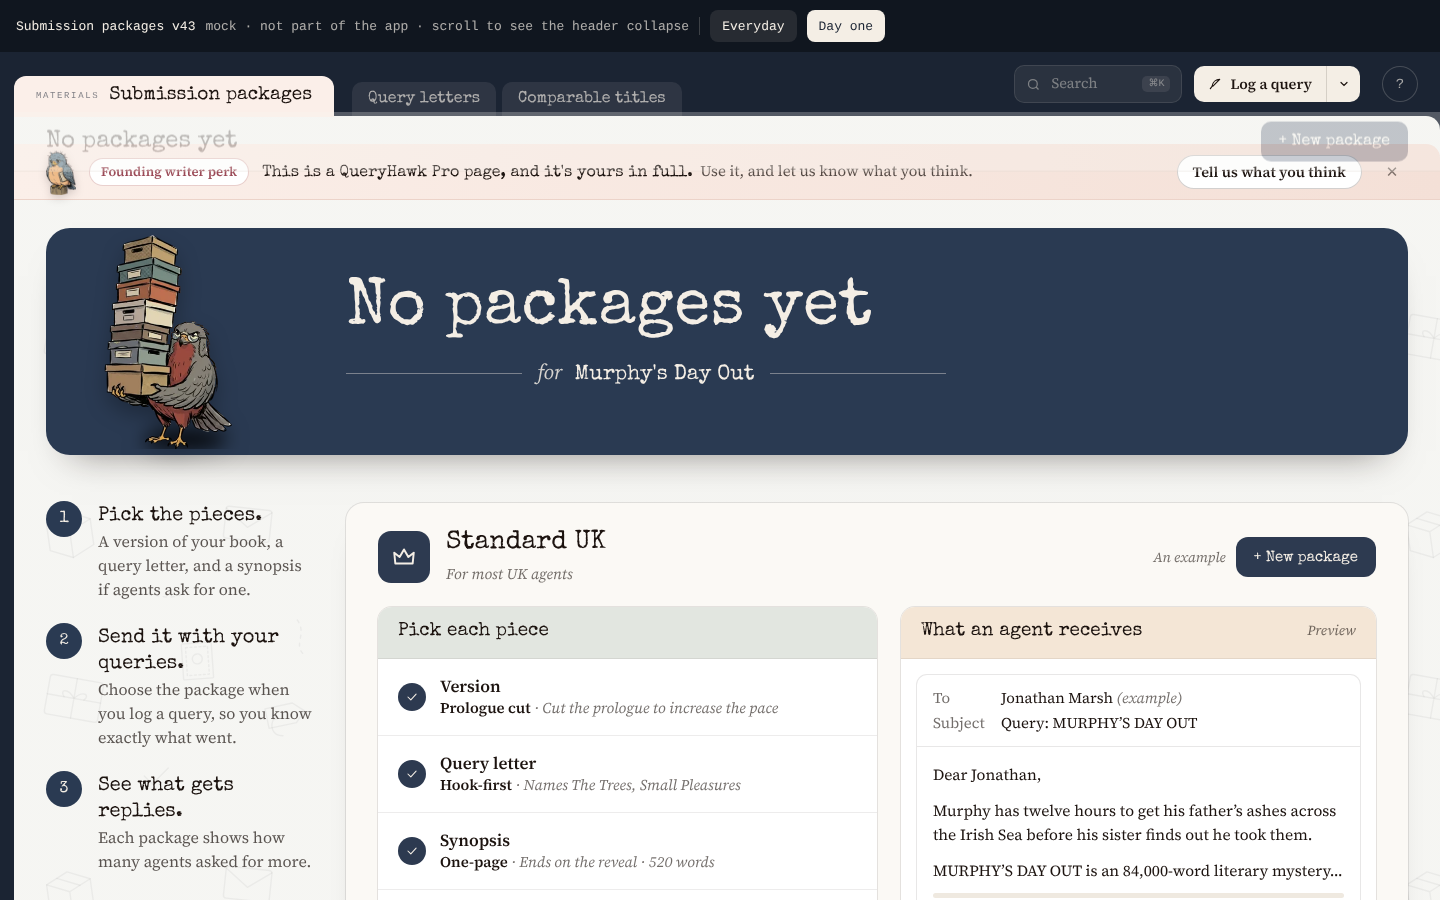 Submission packages v43 mock · not part of the app · scroll to see the header collapse Everyday Day one
MATERIALS Submission packages Query letters Comparable titles Search ⌘K Log a query ?
No packages yet + New package
Founding writer perk This is a QueryHawk Pro page, and it's yours in full. Use it, and let us know what you think. Tell us what you think ×
No packages yet
for Murphy's Day Out
1 Pick the pieces.
A version of your book, a
query letter, and a synopsis
if agents ask for one.
2 Send it with your
queries.
Choose the package when
you log a query, so you know
exactly what went.
3 See what gets
replies.
Each package shows how
many agents asked for more.
Standard UK
For most UK agents
An example + New package
Pick each piece
Version
Prologue cut · Cut the prologue to increase the pace
Query letter
Hook-first · Names The Trees, Small Pleasures
Synopsis
One-page · Ends on the reveal · 520 words
What an agent receives Preview
To Jonathan Marsh (example)
Subject Query: MURPHY’S DAY OUT
Dear Jonathan,
Murphy has twelve hours to get his father’s ashes across
the Irish Sea before his sister finds out he took them.
MURPHY’S DAY OUT is an 84,000-word literary mystery...